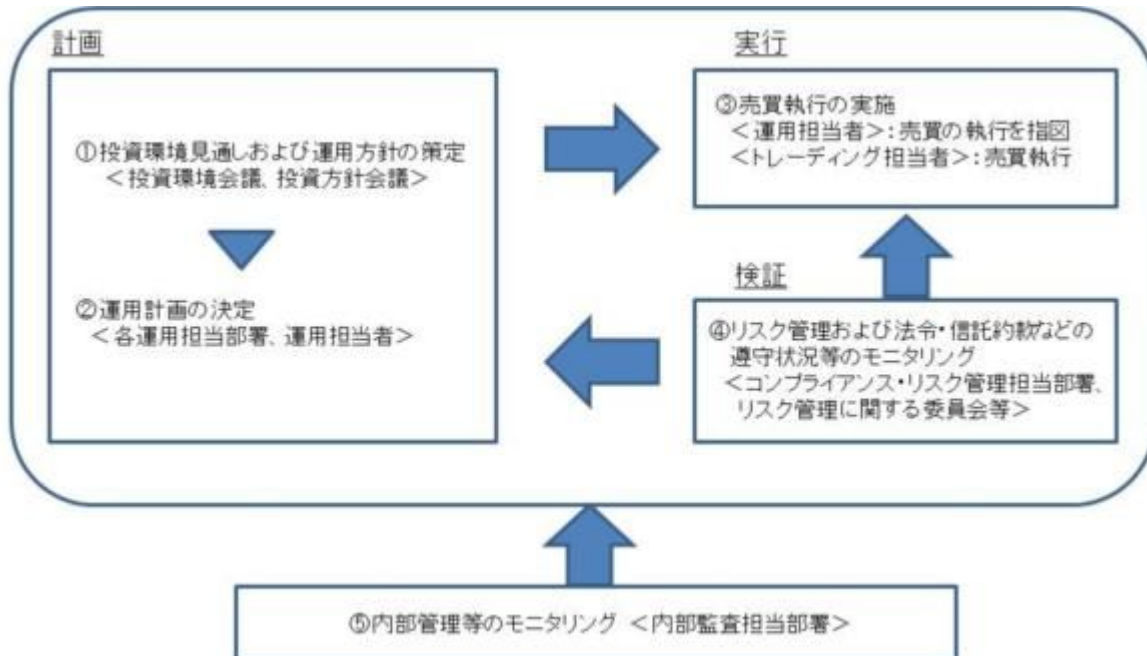 計画
①投資環境見通しおよび運用方針の策定
＜投資環境会議、投資方針会議＞
②運用計画の決定
＜各運用担当部署、運用担当者＞
実行
③売買執行の実施
＜運用担当者＞：売買の執行を指図
＜トレーディング担当者＞：売買執行
検証
④リスク管理および法令・信託約款などの
遵守状況等のモニタリング
＜コンプライアンス・リスク管理担当部署、
リスク管理に関する委員会等＞
⑤内部管理等のモニタリング ＜内部監査担当部署＞